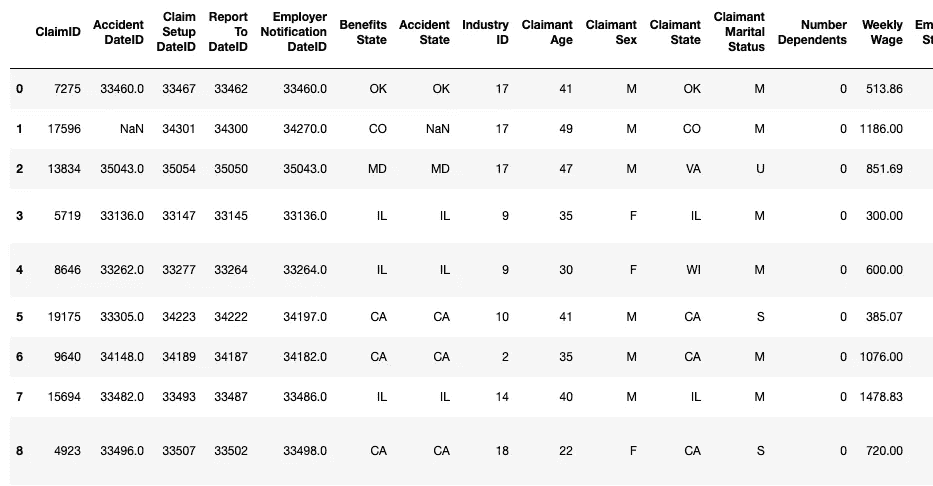 ClaimID Accident DateID Claim Setup DateID Report To DateID Employer Notification DateID Benefits State Accident State Industry ID Claimant Age Claimant Sex Claimant State Claimant Marital Status Number Dependents Weekly Wage
0 7275 33460.0 33467 33462 33460.0 OK OK 17 41 M OK M 0 513.86
1 17596 NaN 34301 34300 34270.0 CO NaN 17 49 M CO M 0 1186.00
2 13834 35043.0 35054 35050 35043.0 MD MD 17 47 M VA U 0 851.69
3 5719 33136.0 33147 33145 33136.0 IL IL 9 35 F IL M 0 300.00
4 8646 33262.0 33277 33264 33264.0 IL IL 9 30 F WI M 0 600.00
5 19175 33305.0 34223 34222 34197.0 CA CA 10 41 M CA S 0 385.07
6 9640 34148.0 34189 34187 34182.0 CA CA 2 35 M CA M 0 1076.00
7 15694 33482.0 33493 33487 33486.0 IL IL 14 40 M IL M 0 1478.83
8 4923 33496.0 33507 33502 33498.0 CA CA 18 22 F CA S 0 720.00